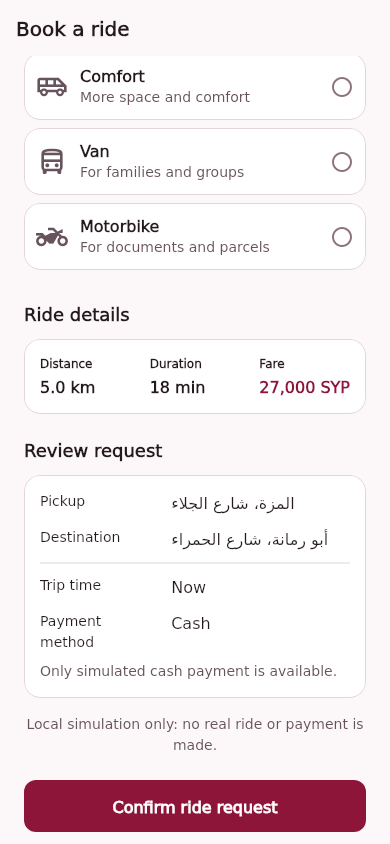 Book a ride
Comfort
More space and comfort
Van
For families and groups
Motorbike
For documents and parcels
Ride details
Distance
Duration
Fare
5.0 km
18 min
27,000 SYP
Review request
Pickup
المزة، شارع الجلاء
Destination
أبو رمانة، شارع الحمراء
Trip time
Now
Payment
method
Cash
Only simulated cash payment is available.
Local simulation only: no real ride or payment is
made.
Confirm ride request